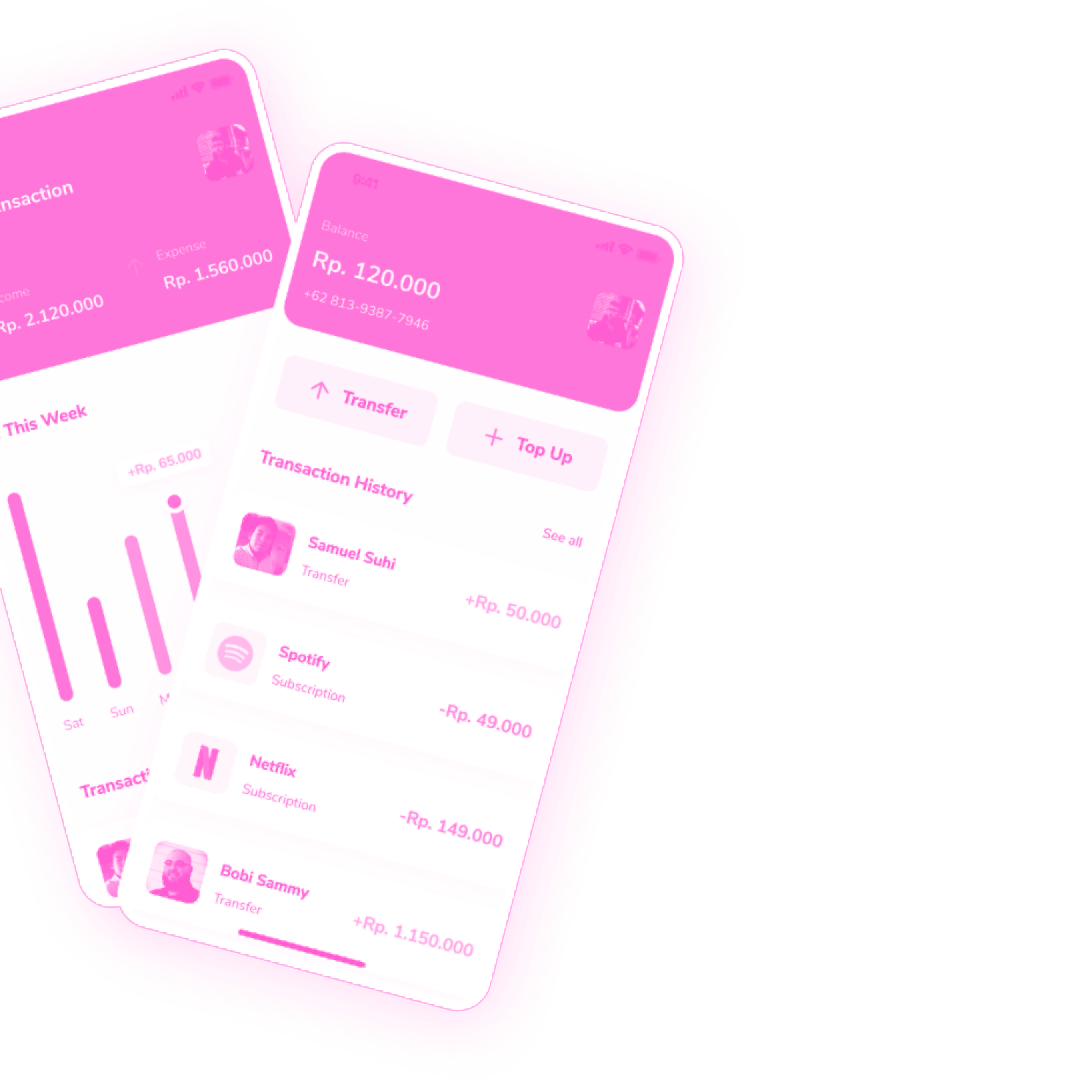 nsaction
come
Rp. 2.120.000
Expense
Rp. 1.560.000
This Week
+Rp. 65.000
Sat
Sun
M
Transacti
9:41
Balance
Rp. 120.000
+62 813-9387-7946
Transfer
Top Up
Transaction History
See all
Samuel Suhi
Transfer
+Rp. 50.000
Spotify
Subscription
-Rp. 49.000
N
Netflix
Subscription
-Rp. 149.000
Bobi Sammy
Transfer
+Rp. 1.150.000